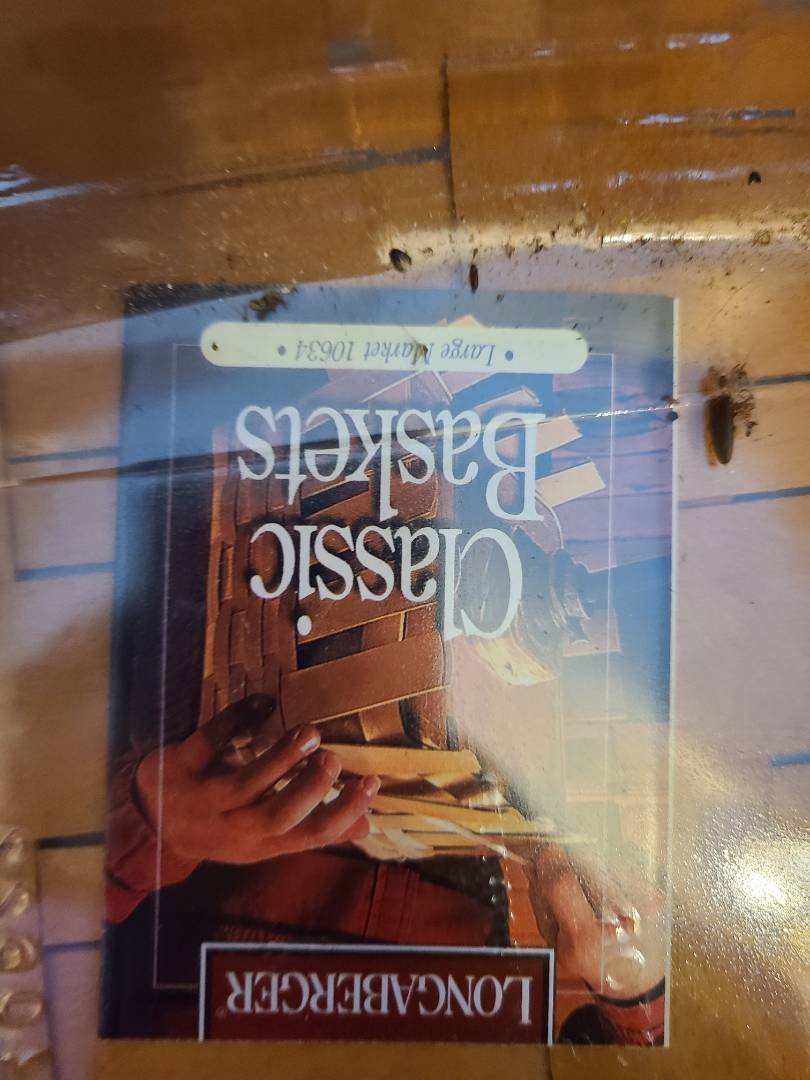 LONGABERGER®
Classic
Baskets
• Large Market 10634 •